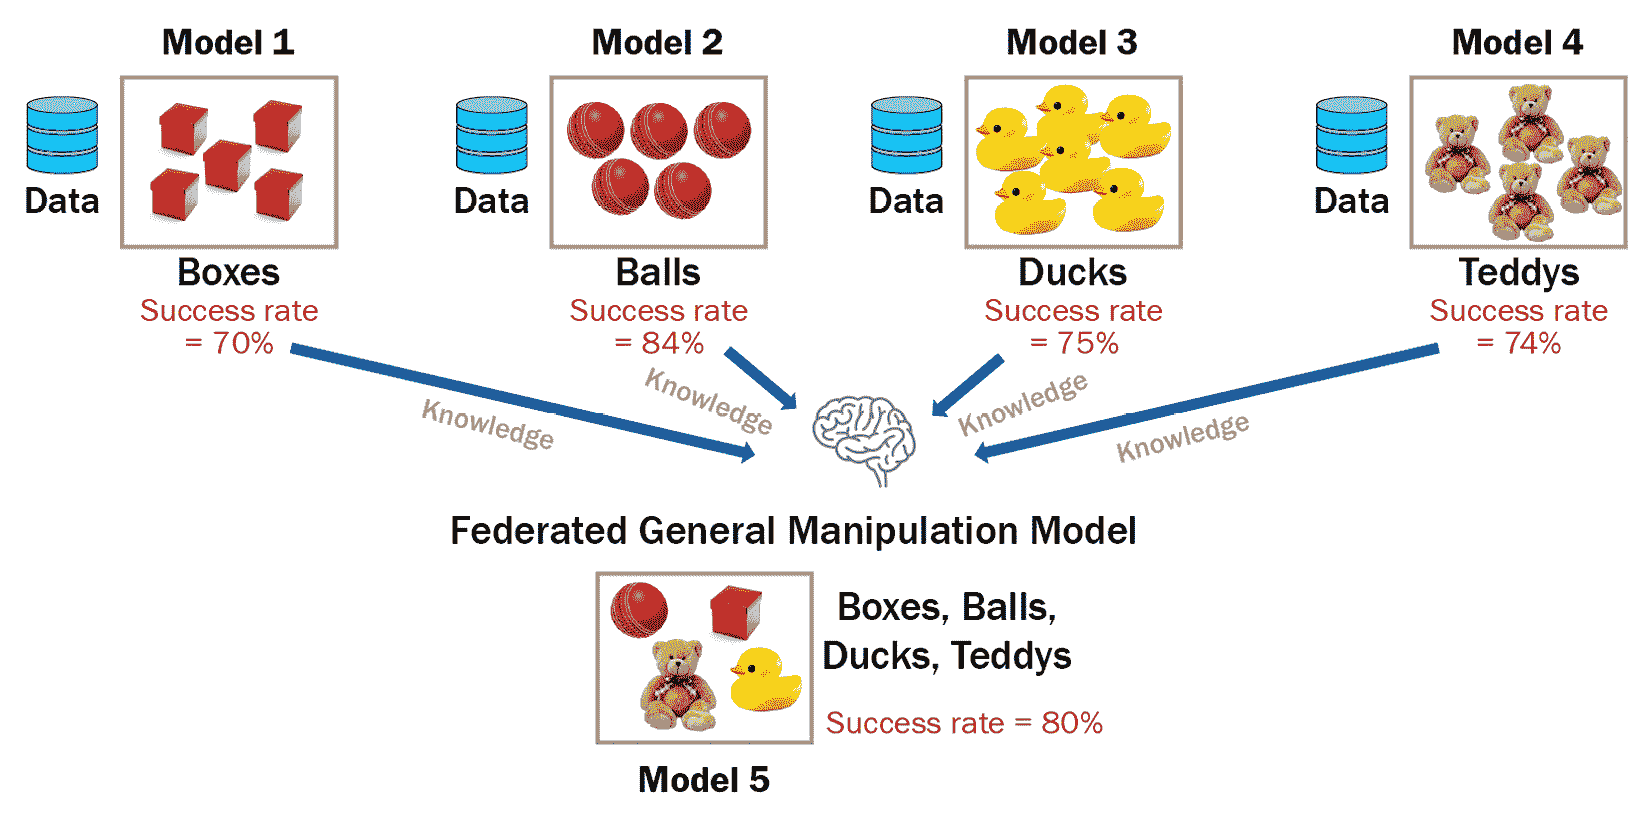 Model 1
Model 2
Model 3
Model 4
Data
Data
Data
Data
Boxes
Balls
Ducks
Teddys
Success rate
= 70%
Success rate
= 84%
Success rate
= 75%
Success rate
= 74%
Knowledge
Knowledge
Knowledge
Knowledge
Federated General Manipulation Model
Boxes, Balls,
Ducks, Teddys
Success rate = 80%
Model 5